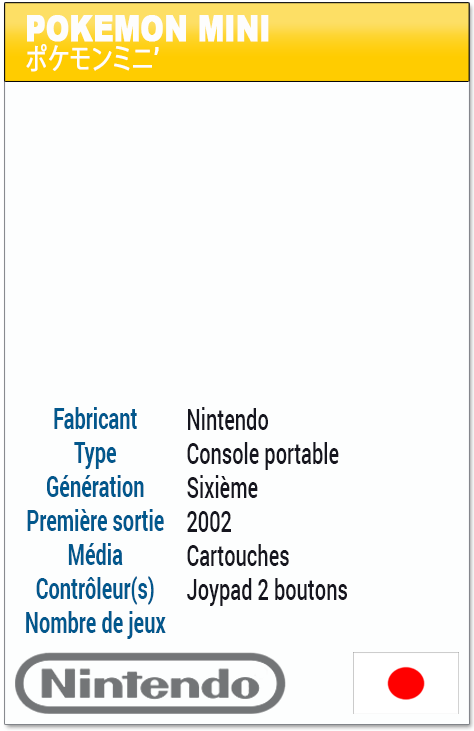 POKEMON MINI
ポケモンミニ’
Fabricant Nintendo
Type Console portable
Génération Sixième
Première sortie 2002
Média Cartouches
Contrôleur(s) Joypad 2 boutons
Nombre de jeux
Nintendo